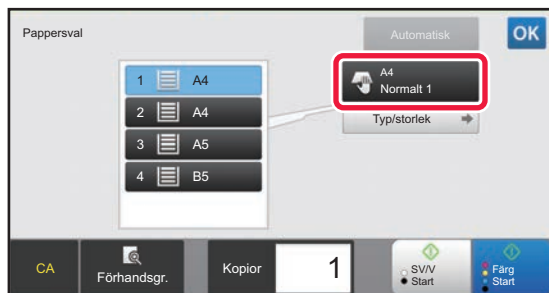 Pappersval
Automatisk
OK
1 A4
2 A4
3 A5
4 B5
A4
Normalt 1
Typ/storlek
CA
Förhandsgr.
Kopior
1
SV/V
Start
Färg
Start